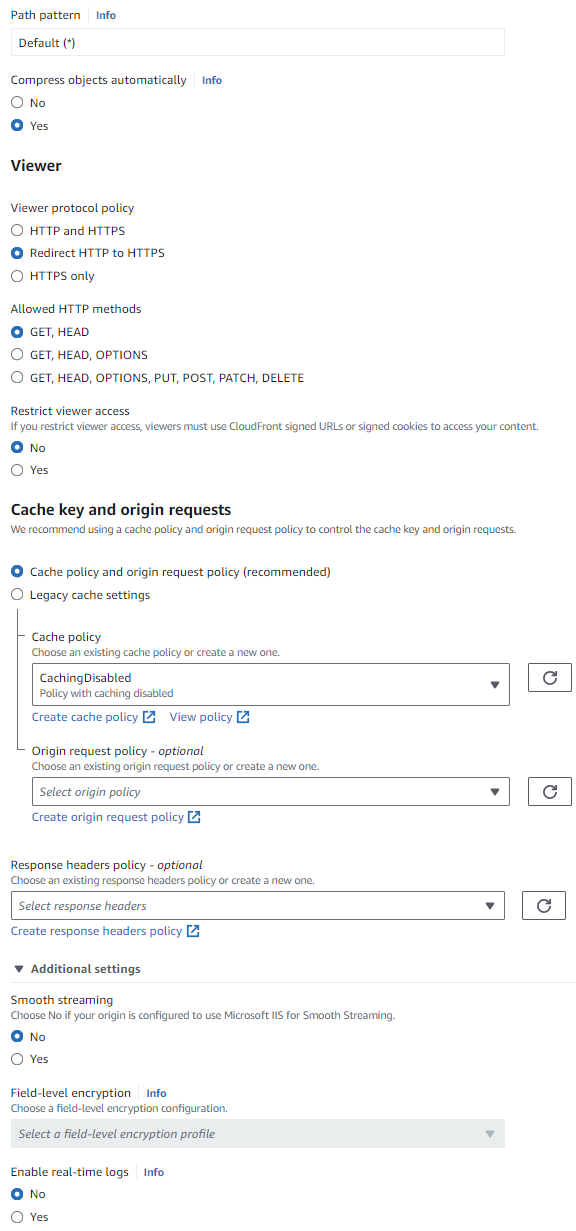 Path pattern Info
Default (*)
Compress objects automatically Info
No
Yes
Viewer
Viewer protocol policy
HTTP and HTTPS
Redirect HTTP to HTTPS
HTTPS only
Allowed HTTP methods
GET, HEAD
GET, HEAD, OPTIONS
GET, HEAD, OPTIONS, PUT, POST, PATCH, DELETE
Restrict viewer access
If you restrict viewer access, viewers must use CloudFront signed URLs or signed cookies to access your content.
No
Yes
Cache key and origin requests
We recommend using a cache policy and origin request policy to control the cache key and origin requests.
Cache policy and origin request policy (recommended)
Legacy cache settings
Cache policy
Choose an existing cache policy or create a new one.
CachingDisabled
Policy with caching disabled
Create cache policy View policy
Origin request policy - optional
Choose an existing origin request policy or create a new one.
Select origin policy
Create origin request policy
Response headers policy - optional
Choose an existing response headers policy or create a new one.
Select response headers
Create response headers policy
Additional settings
Smooth streaming
Choose No if your origin is configured to use Microsoft IIS for Smooth Streaming.
No
Yes
Field-level encryption Info
Choose a field-level encryption configuration.
Select a field-level encryption profile
Enable real-time logs Info
No
Yes